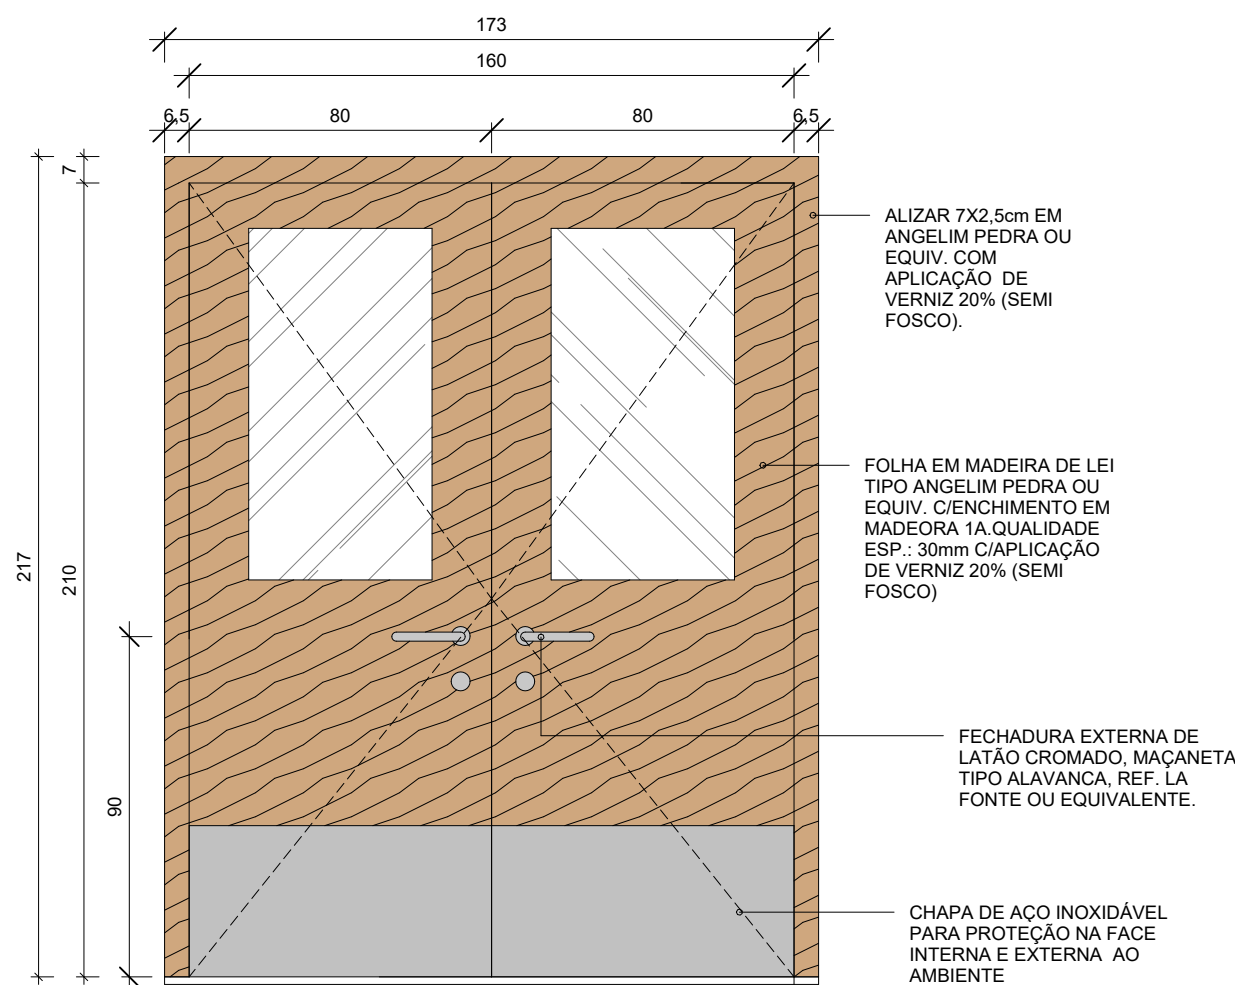 173
160
6,5
80
80
6,5
7
217
210
90
ALIZAR 7X2,5cm EM
ANGELIM PEDRA OU
EQUIV. COM
APLICAÇÃO DE
VERNIZ 20% (SEMI
FOSCO).
FOLHA EM MADEIRA DE LEI
TIPO ANGELIM PEDRA OU
EQUIV. C/ENCHIMENTO EM
MADEORA 1A.QUALIDADE
ESP.: 30mm C/APLICAÇÃO
DE VERNIZ 20% (SEMI
FOSCO)
FECHADURA EXTERNA DE
LATÃO CROMADO, MAÇANETA
TIPO ALAVANCA, REF. LA
FONTE OU EQUIVALENTE.
CHAPA DE AÇO INOXIDÁVEL
PARA PROTEÇÃO NA FACE
INTERNA E EXTERNA AO
AMBIENTE